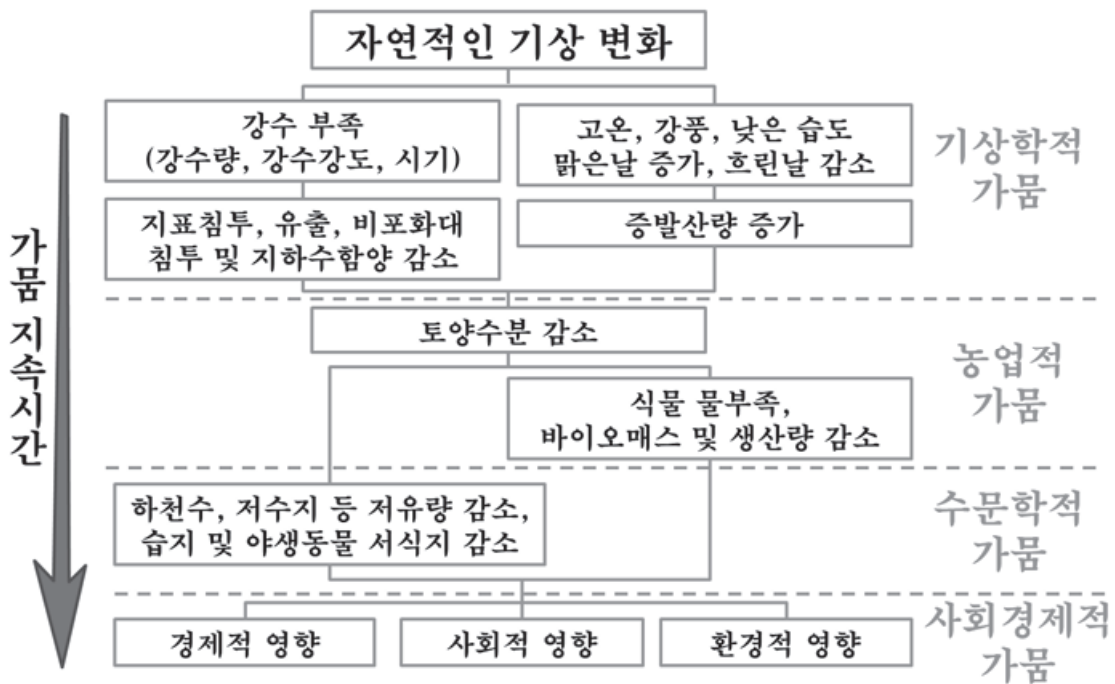 자연적인 기상 변화
강수 부족
(강수량, 강수강도, 시기)
고온, 강풍, 낮은 습도
맑은날 증가, 흐린날 감소
기상학적
가뭄
지표침투, 유출, 비포화대
침투 및 지하수함양 감소
증발산량 증가
가뭄 지속시간
토양수분 감소
농업적
가뭄
식물 물부족,
바이오매스 및 생산량 감소
하천수, 저수지 등 저유량 감소,
습지 및 야생동물 서식지 감소
수문학적
가뭄
사회경제적
가뭄
경제적 영향
사회적 영향
환경적 영향